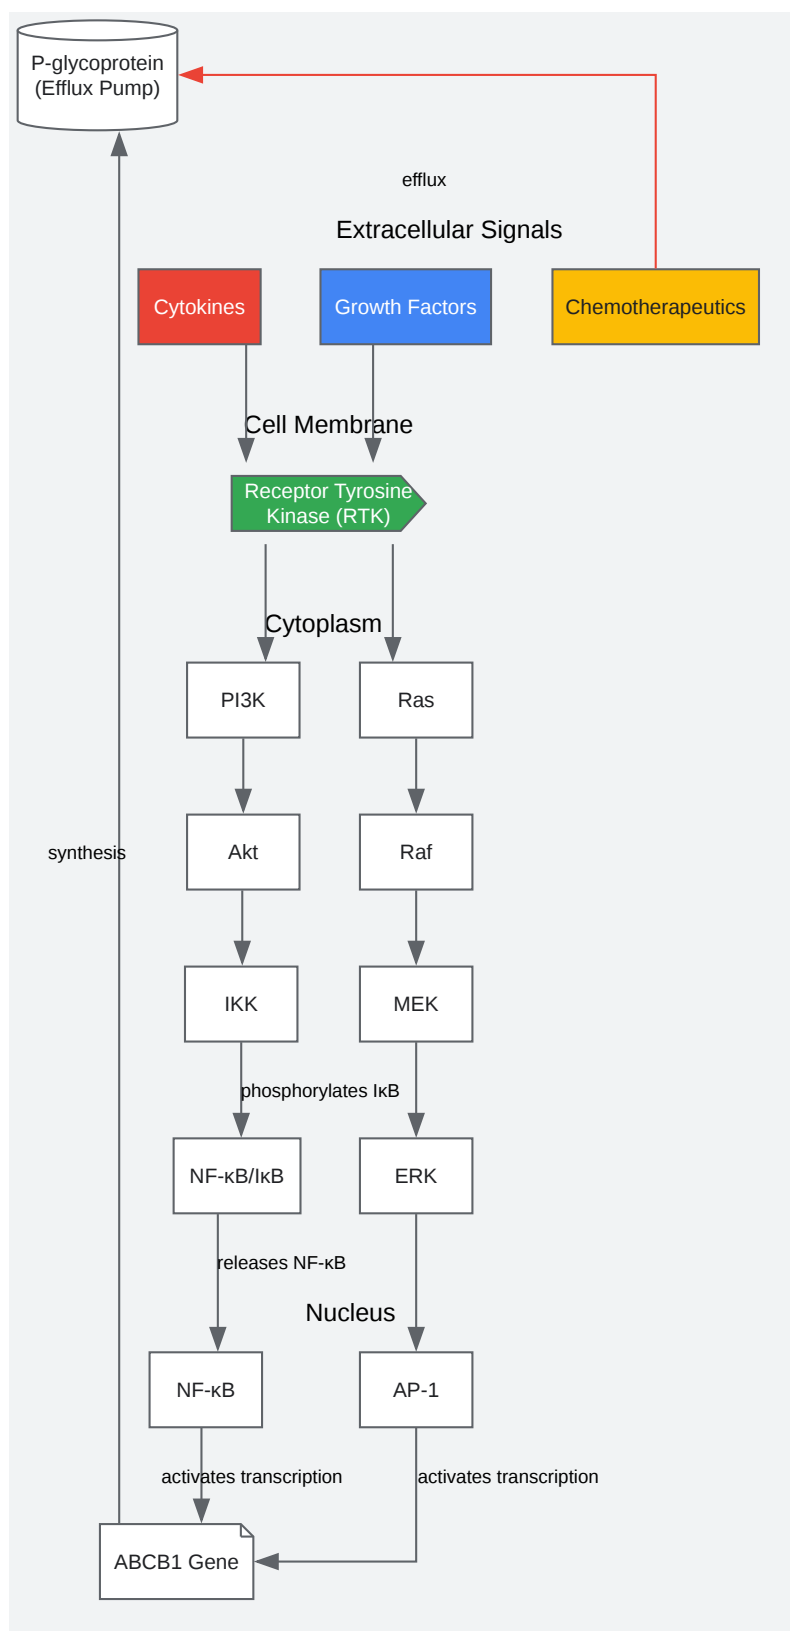 P-glycoprotein
(Efflux Pump)
efflux
Extracellular Signals
Cytokines
Growth Factors
Chemotherapeutics
Cell Membrane
Receptor Tyrosine
Kinase (RTK)
Cytoplasm
PI3K
Ras
synthesis
Akt
Raf
IKK
MEK
phosphorylates IκB
NF-κB/IκB
ERK
releases NF-κB
Nucleus
NF-κB
AP-1
activates transcription
activates transcription
ABCB1 Gene